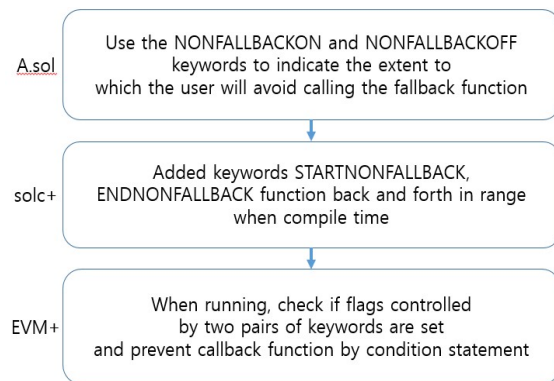 A.sol
Use the NONFALLBACKON and NONFALLBACKOFF
keywords to indicate the extent to
which the user will avoid calling the fallback function
solc+
Added keywords STARTNONFALLBACK,
ENDNONFALLBACK function back and forth in range
when compile time
EVM+
When running, check if flags controlled
by two pairs of keywords are set
and prevent callback function by condition statement